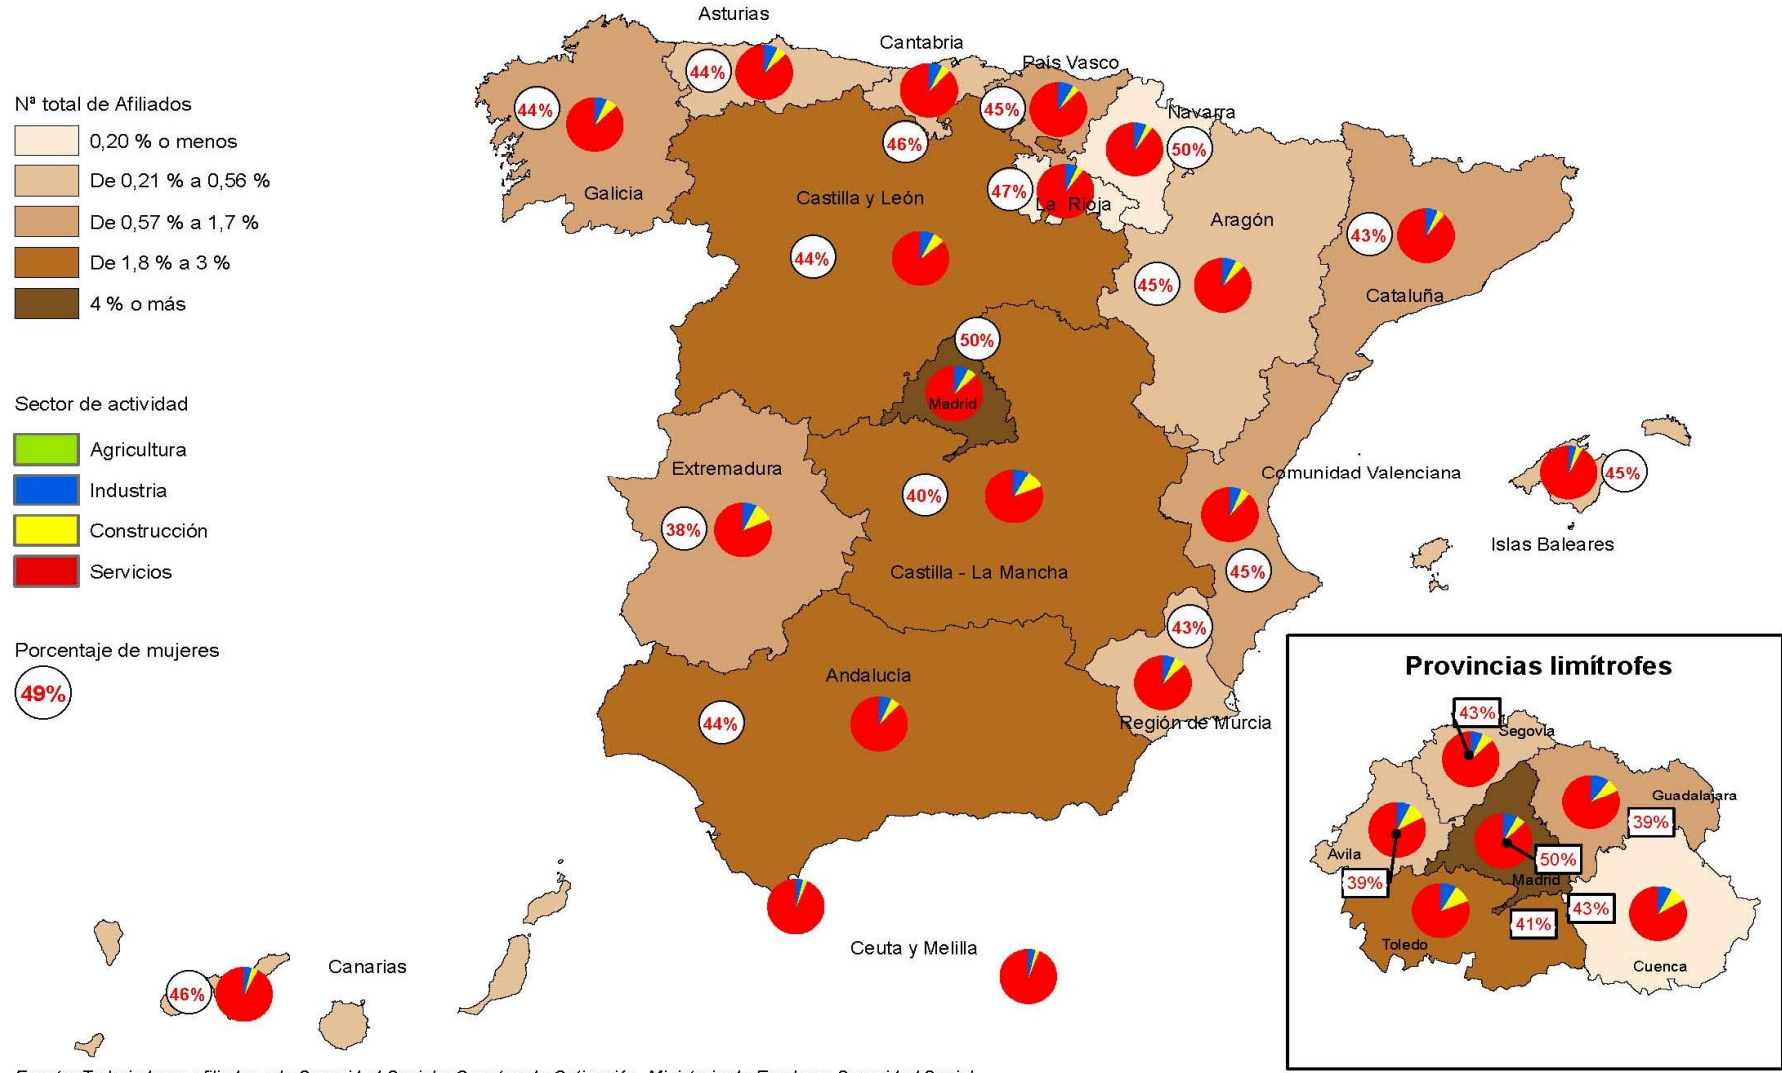 Asturias
Cantabria
País Vasco
Navarra
44%
44%
46%
45%
50%
47%
Galicia
Castilla y León
La Rioja
Aragón
44%
45%
43%
Cataluña
50%
Madrid
Extremadura
38%
40%
Castilla - La Mancha
Comunidad Valenciana
45%
45%
Islas Baleares
43%
Andalucía
44%
Región de Murcia
Ceuta y Melilla
Canarias
46%
Nª total de Afiliados
0,20 % o menos
De 0,21 % a 0,56 %
De 0,57 % a 1,7 %
De 1,8 % a 3 %
4 % o más
Sector de actividad
Agricultura
Industria
Construcción
Servicios
Porcentaje de mujeres
49%
Provincias limítrofes
43%
Segovia
Guadalajara
39%
Avila
39%
50%
Madrid
43%
41%
Toledo
Cuenca